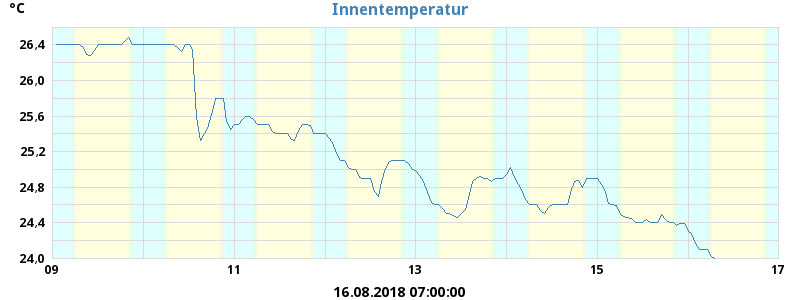 Innentemperatur
°C
26,4
26,0
25,6
25,2
24,8
24,4
24,0
09 11 13 15 17
16.08.2018 07:00:00